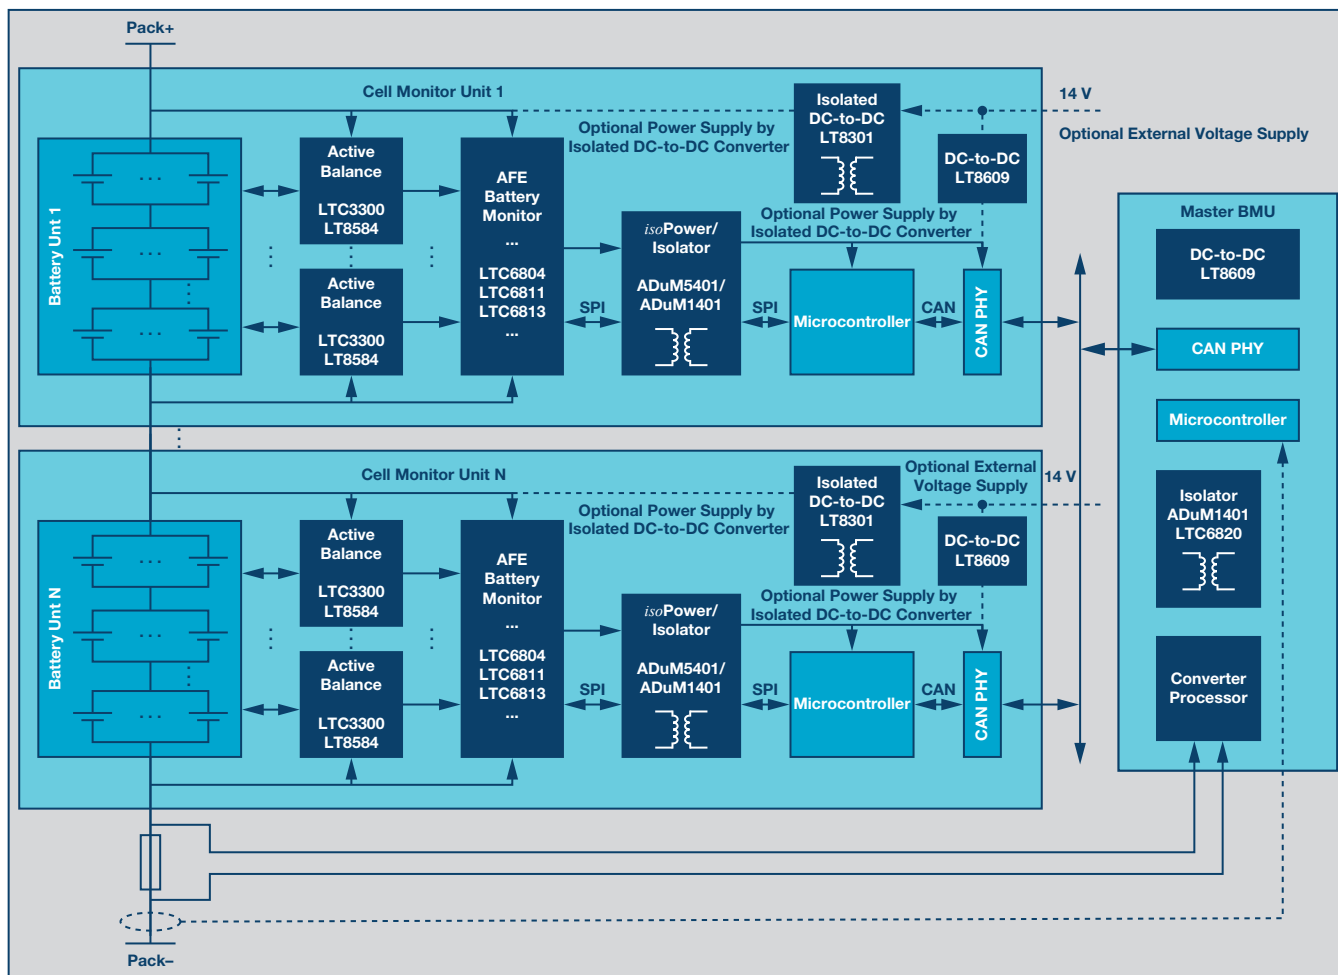 Pack+
Cell Monitor Unit 1
14 V
Optional External Voltage Supply
Optional Power Supply by
Isolated DC-to-DC Converter
Isolated
DC-to-DC
LT8301
DC-to-DC
LT8609
Battery Unt 1
...
...
...
Active
Balance
LTC3300
LT8584
Active
Balance
LTC3300
LT8584
AFE
Battery
Monitor
...
LTC6804
LTC6811
LTC6813
...
SPI
isoPower/
Isolator
ADuM5401/
ADuM1401
SPI
Optional Power Supply by
Isolated DC-to-DC Converter
Microcontroller
CAN
CAN PHY
Cell Monitor Unit N
Optional External
Voltage Supply
14 V
Optional Power Supply by
Isolated DC-to-DC Converter
Isolated
DC-to-DC
LT8301
DC-to-DC
LT8609
Battery Unt N
...
...
...
Active
Balance
LTC3300
LT8584
Active
Balance
LTC3300
LT8584
AFE
Battery
Monitor
...
LTC6804
LTC6811
LTC6813
...
SPI
isoPower/
Isolator
ADuM5401/
ADuM1401
SPI
Optional Power Supply by
Isolated DC-to-DC Converter
Microcontroller
CAN
CAN PHY
Master BMU
DC-to-DC
LT8609
CAN PHY
Microcontroller
Isolator
ADuM1401
LTC6820
Converter
Processor
Pack–